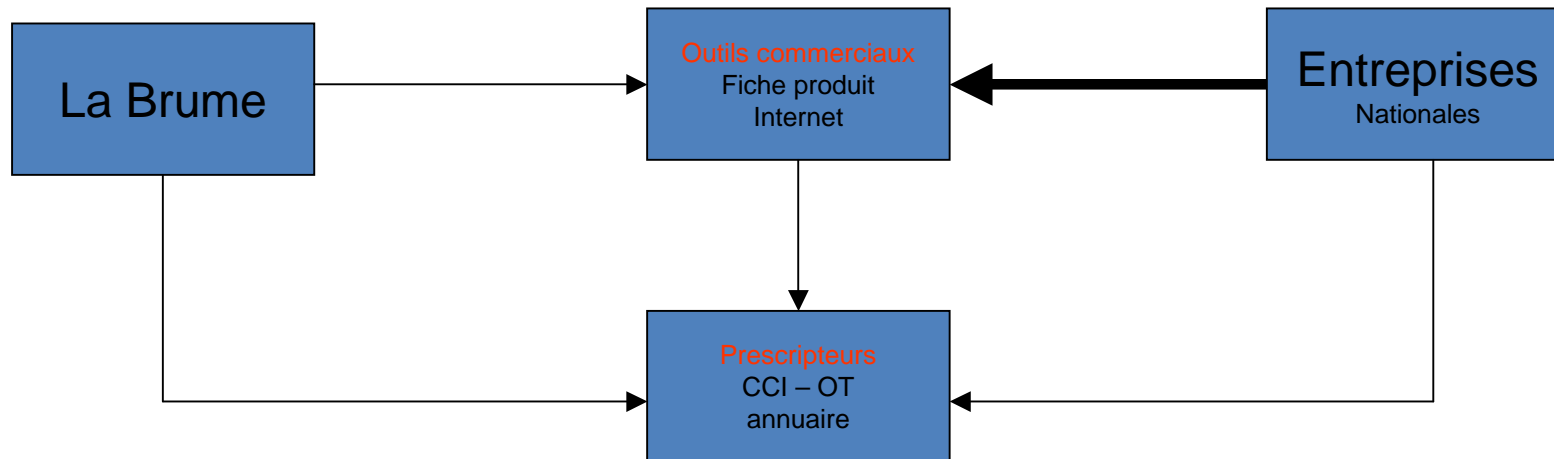 La Brume
Outils commerciaux
Fiche produit
Internet
Entreprises
Nationales
Prescripteurs
CCI – OT
annuaire